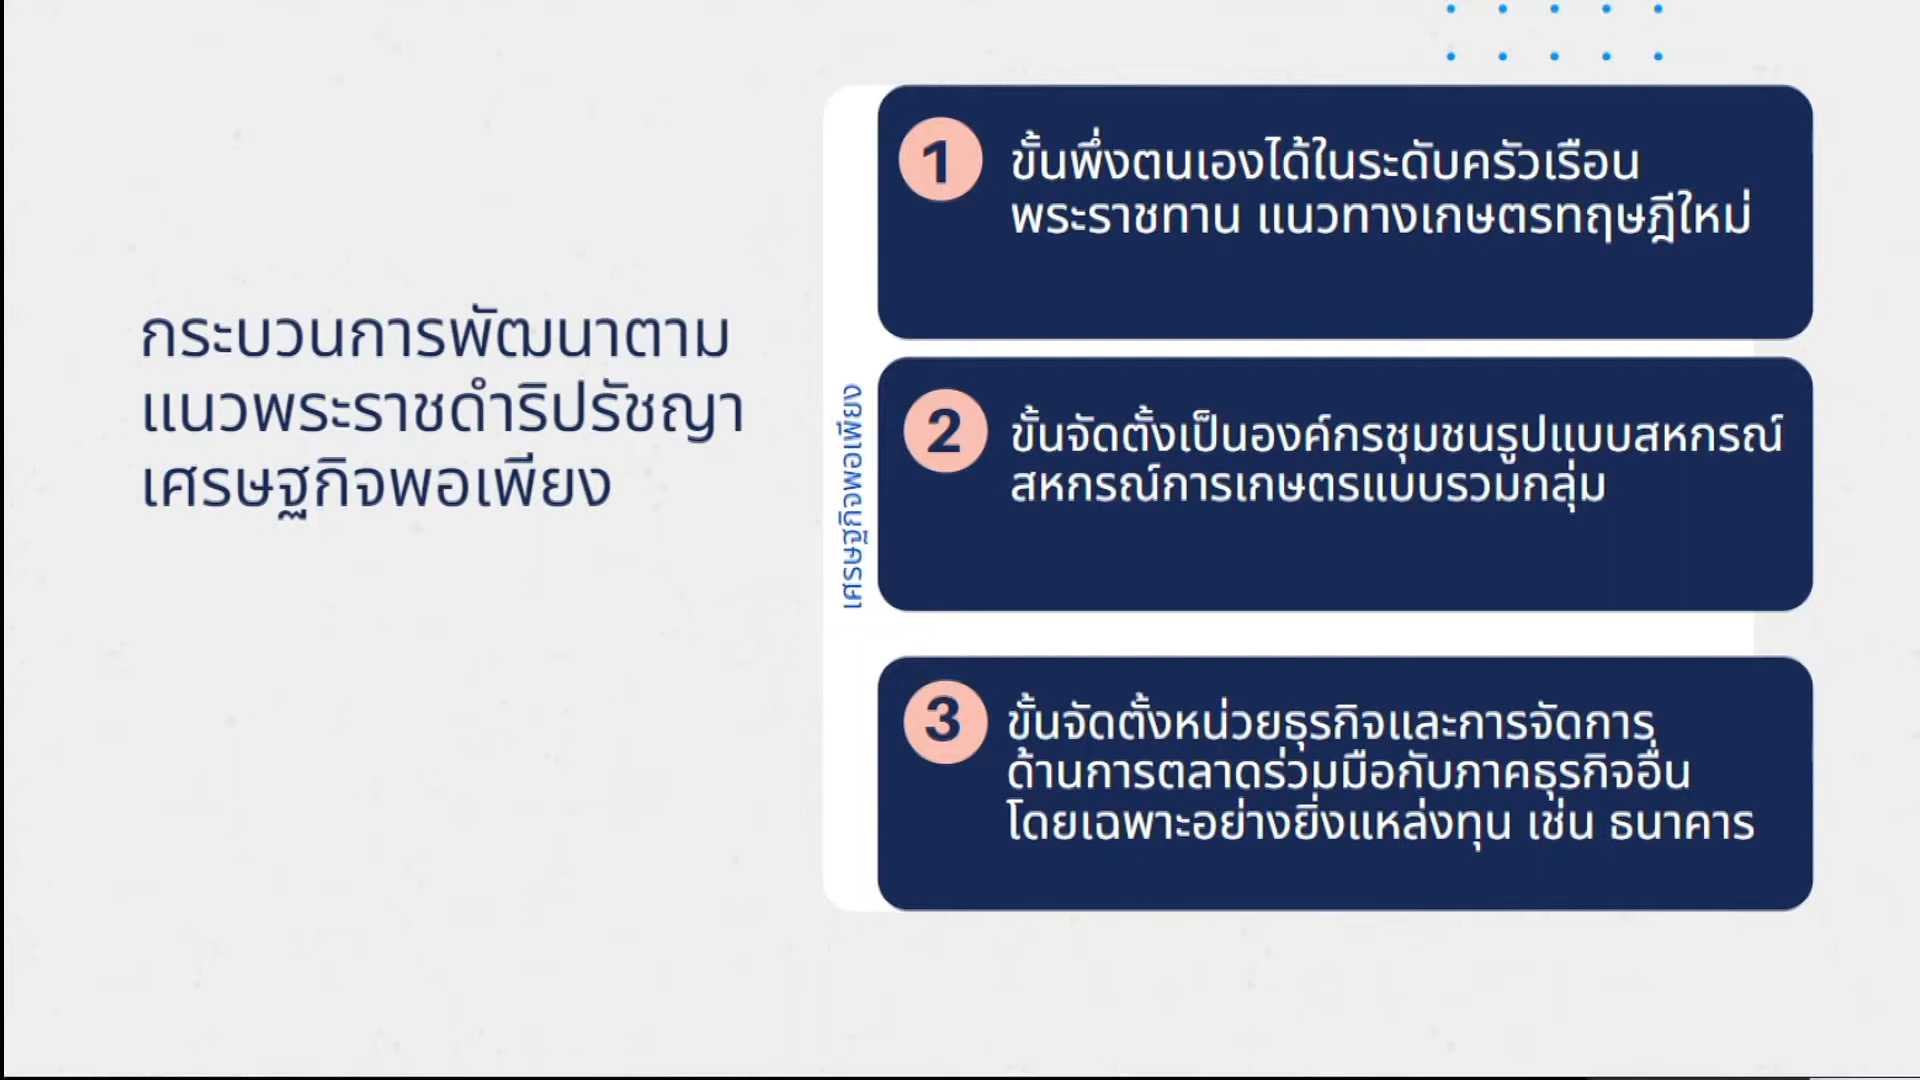 กระบวนการพัฒนาตาม
แนวพระราชดำริปรัชญา
เศรษฐกิจพอเพียง
เศรษฐกิจพอเพียง
1
ขั้นพึ่งตนเองได้ในระดับครัวเรือน
พระราชทาน แนวทางเกษตรทฤษฎีใหม่
2
ขั้นจัดตั้งเป็นองค์กรชุมชนรูปแบบสหกรณ์
สหกรณ์การเกษตรแบบรวมกลุ่ม
3
ขั้นจัดตั้งหน่วยธุรกิจและการจัดการ
ด้านการตลาดร่วมมือกับภาคธุรกิจอื่น
โดยเฉพาะอย่างยิ่งแหล่งทุน เช่น ธนาคาร